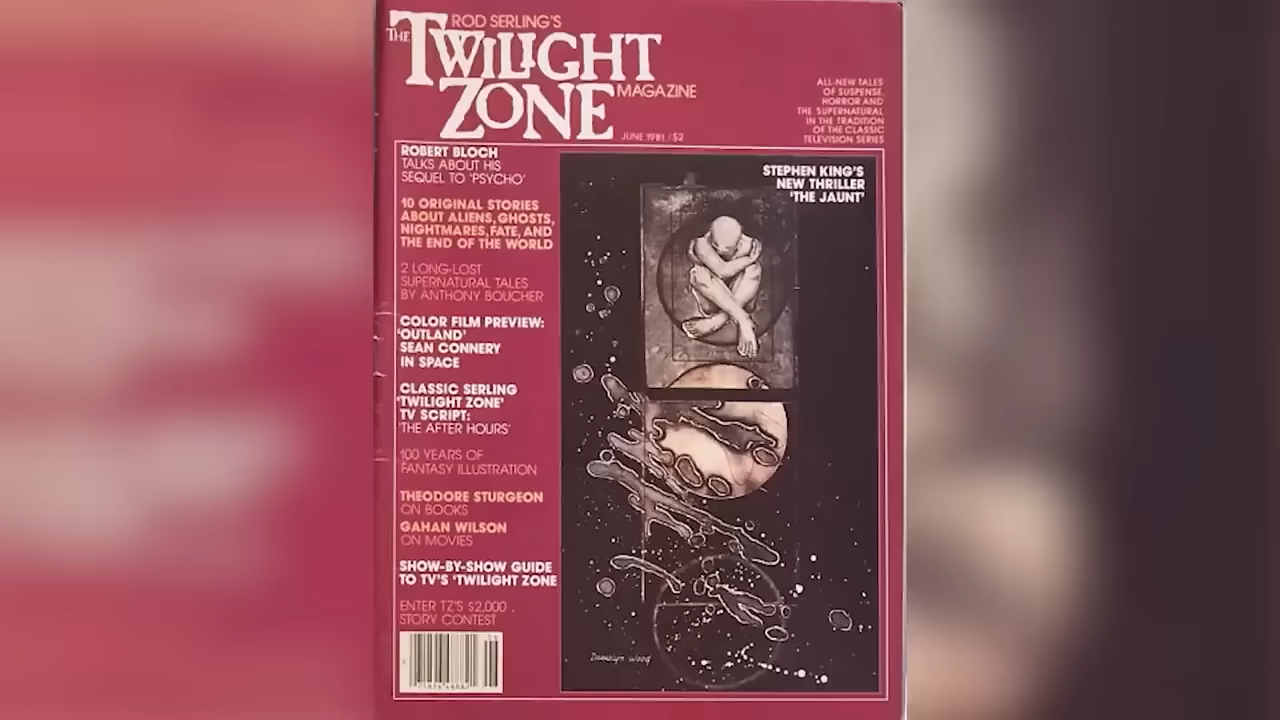 ROD SERLING'S
THE TWILIGHT
ZONE MAGAZINE
JUNE 1981 / $2
ALL-NEW TALES
OF SUSPENSE,
HORROR AND
THE SUPERNATURAL
IN THE TRADITION
OF THE CLASSIC
TELEVISION SERIES
ROBERT BLOCH
TALKS ABOUT HIS
SEQUEL TO 'PSYCHO'
10 ORIGINAL STORIES
ABOUT ALIENS, GHOSTS,
NIGHTMARES, FATE, AND
THE END OF THE WORLD
2 LONG-LOST
SUPERNATURAL TALES
BY ANTHONY BOUCHER
COLOR FILM PREVIEW:
'OUTLAND'
SEAN CONNERY
IN SPACE
CLASSIC SERLING
'TWILIGHT ZONE'
TV SCRIPT:
'THE AFTER HOURS'
100 YEARS OF
FANTASY ILLUSTRATION
THEODORE STURGEON
ON BOOKS
GAHAN WILSON
ON MOVIES
SHOW-BY-SHOW GUIDE
TO TV'S 'TWILIGHT ZONE
ENTER TZ'S $2,000
STORY CONTEST
STEPHEN KING'S
NEW THRILLER
'THE JAUNT'
Wood